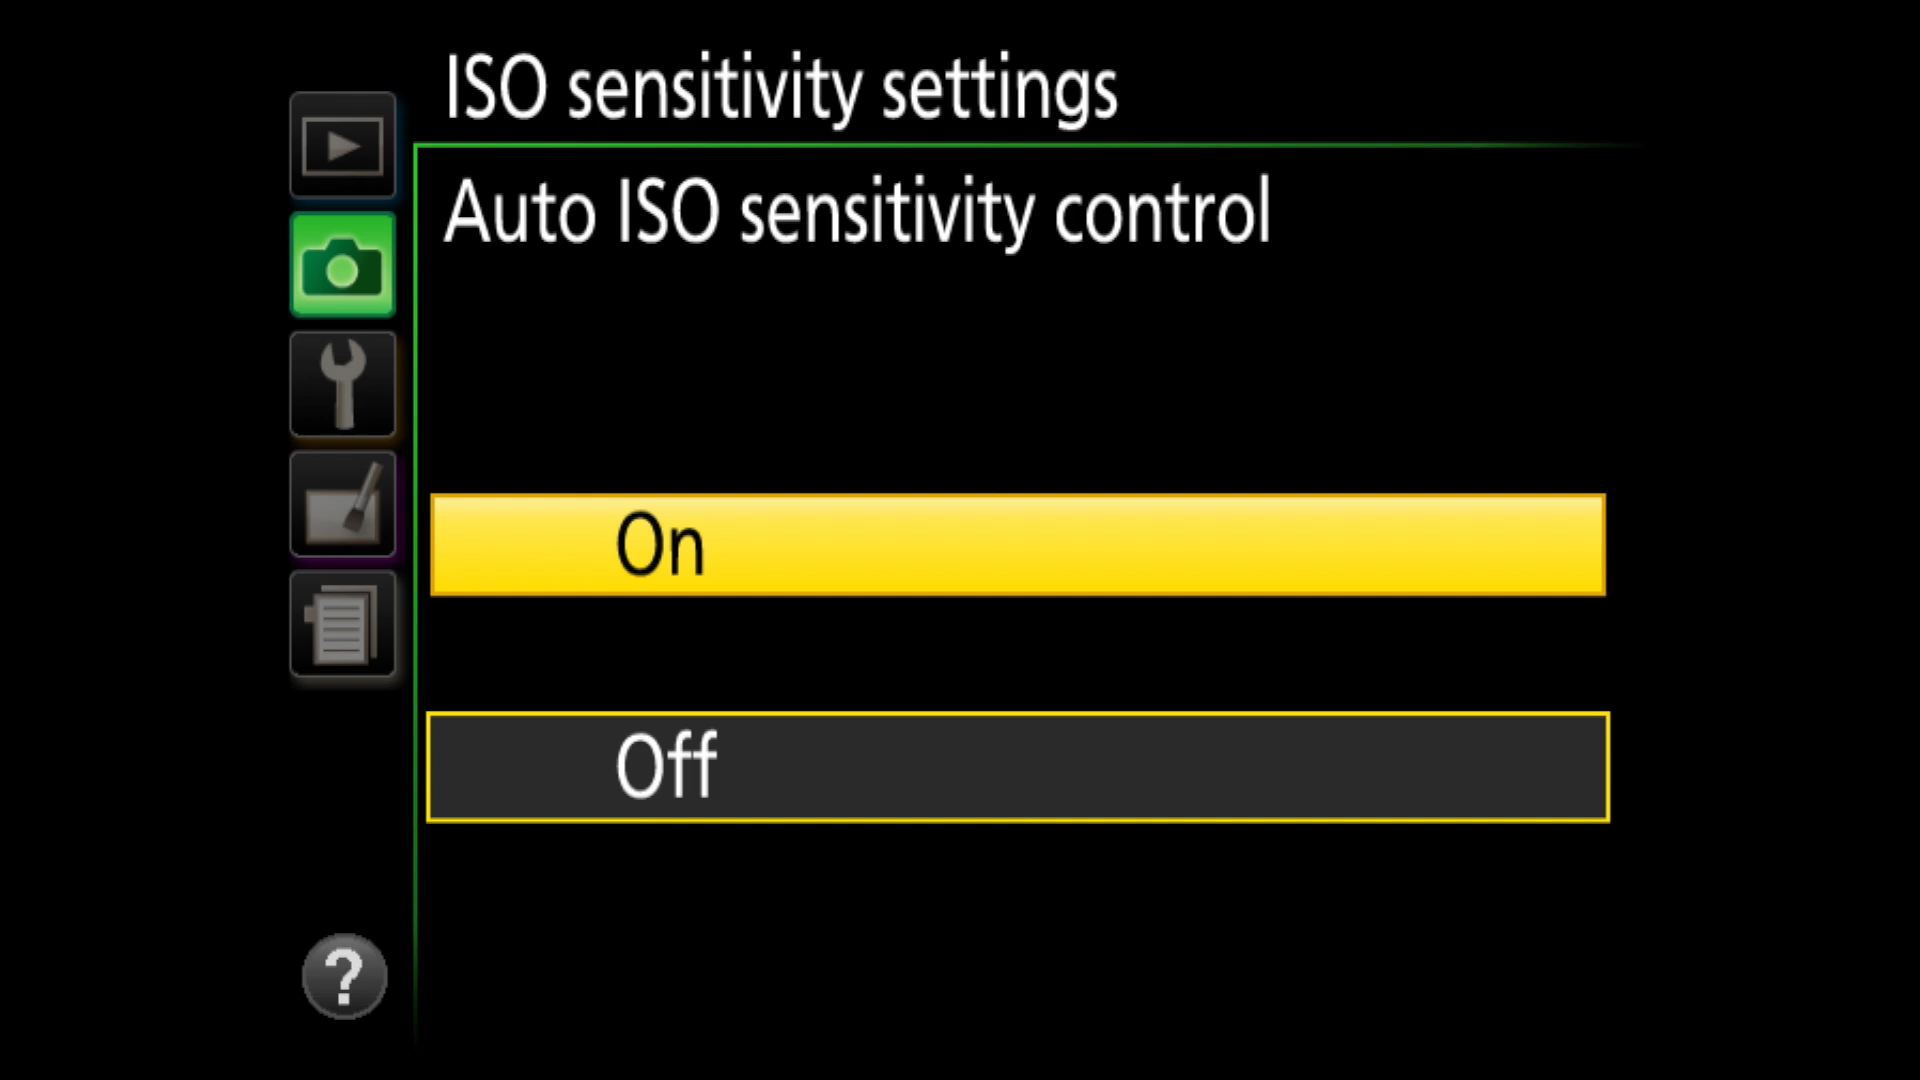 ISO sensitivity settings
Auto ISO sensitivity control
On
Off
?